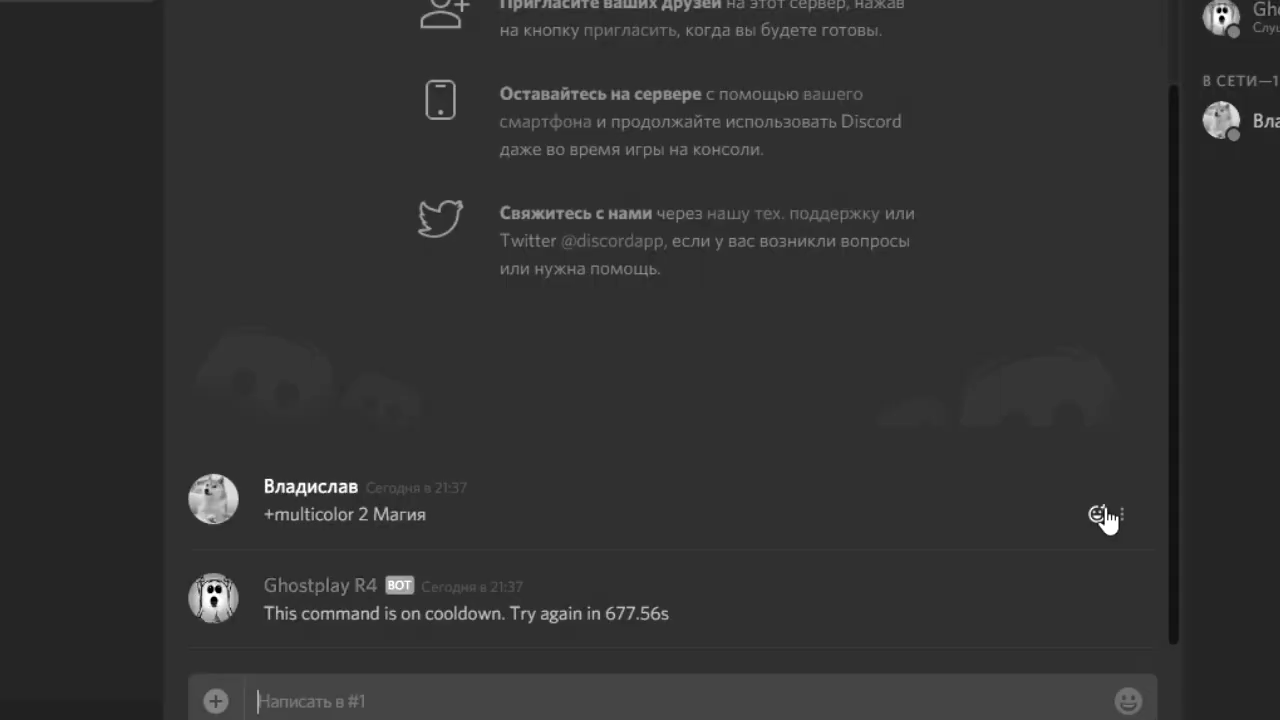 Пригласите ваших друзей на этот сервер, нажав
на кнопку пригласить, когда вы будете готовы.
Оставайтесь на сервере с помощью вашего
смартфона и продолжайте использовать Discord
даже во время игры на консоли.
Свяжитесь с нами через нашу тех. поддержку или
Twitter @discordapp, если у вас возникли вопросы
или нужна помощь.
Gho
Слуш
В СЕТИ—1
Вла
Владислав Сегодня в 21:37
+multicolor 2 Магия
Ghostplay R4 BOT Сегодня в 21:37
This command is on cooldown. Try again in 677.56s
Написать в #1